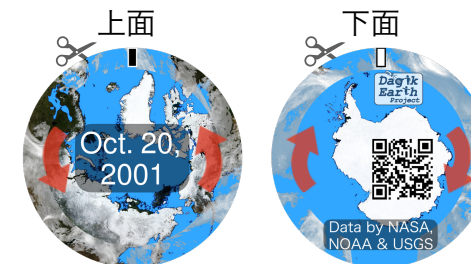 上面
下面
Oct. 20,
2001
Dagik
Earth
Project
Data by NASA,
NOAA & USGS